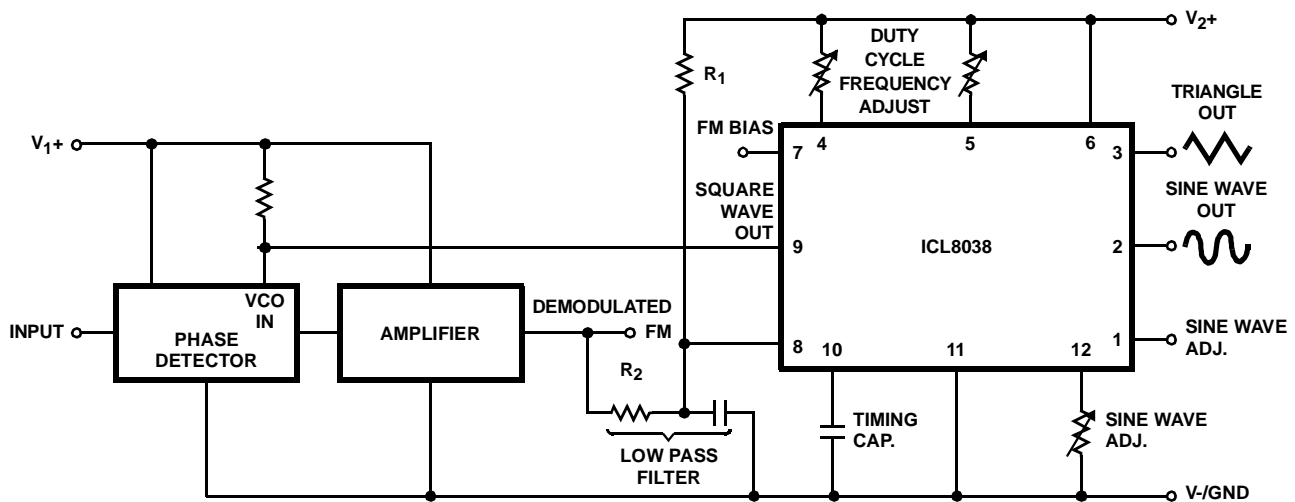 V2+
DUTY
CYCLE
FREQUENCY
ADJUST
R1
TRIANGLE
OUT
V1+
FM BIAS
7
4
5
6
3
SQUARE
WAVE
OUT
SINE WAVE
OUT
9
ICL8038
2
VCO
IN
INPUT
PHASE
DETECTOR
AMPLIFIER
DEMODULATED
FM
8
10
11
12
1
SINE WAVE
ADJ.
R2
LOW PASS
FILTER
TIMING
CAP.
SINE WAVE
ADJ.
V-/GND